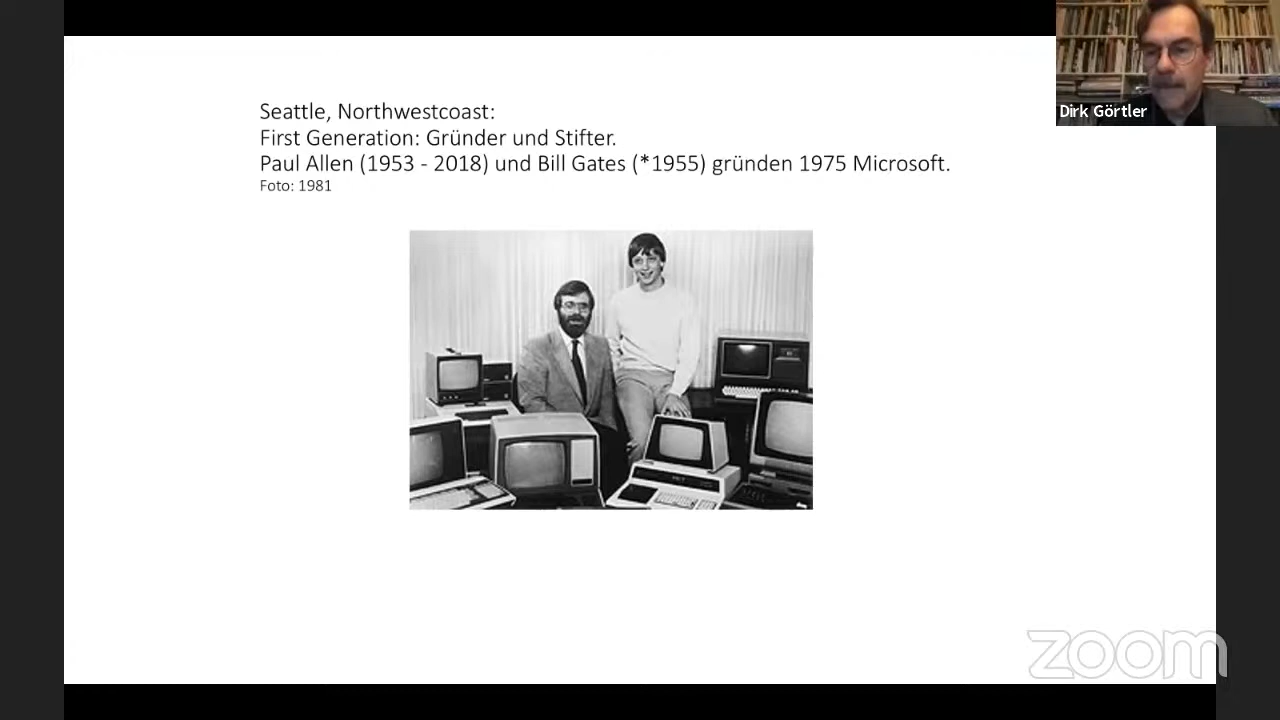 Seattle, Northwestcoast:
First Generation: Gründer und Stifter.
Paul Allen (1953 - 2018) und Bill Gates (*1955) gründen 1975 Microsoft.
Foto: 1981
Dirk Görtler
zoom